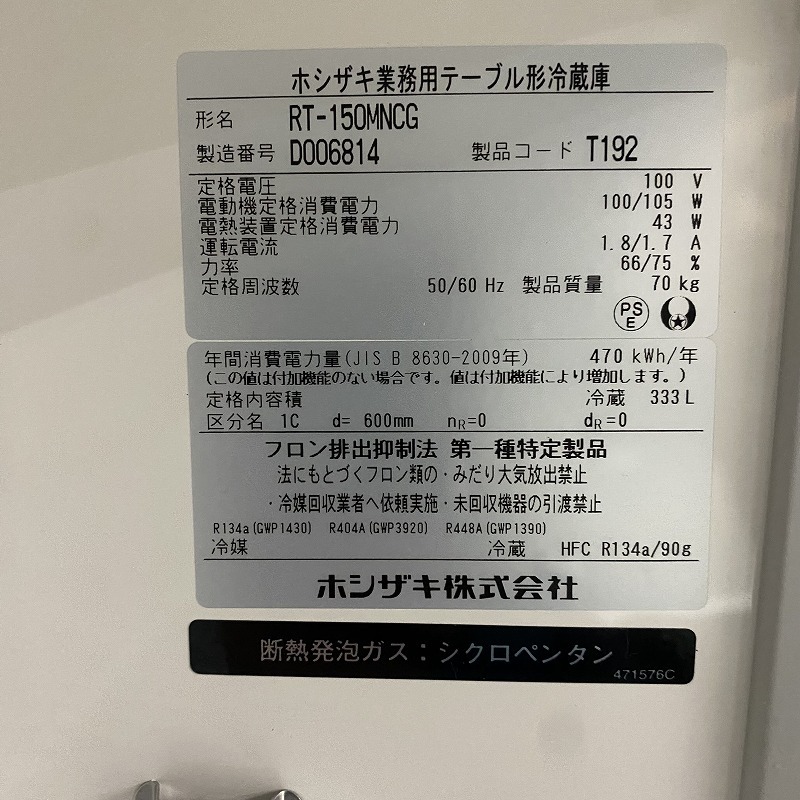 ホシザキ業務用テーブル形冷蔵庫
形名 RT-150MNCG
製造番号 D006814 製品コード T192
定格電圧 100 V
電動機定格消費電力 100/105 W
電熱装置定格消費電力 43 W
運転電流 1.8/1.7 A
力率 66/75 %
定格周波数 50/60 Hz 製品質量 70 kg
PS
E
年間消費電力量(JIS B 8630-2009年) 470 kWh/年
(この値は付加機能のない場合です。値は付加機能により増加します。)
定格内容積 冷蔵 333 L
区分名 1C d= 600mm nR=0 dR=0
フロン排出抑制法 第一種特定製品
法にもとづくフロン類の・みだり大気放出禁止
・冷媒回収業者へ依頼実施・未回収機器の引渡禁止
R134a(GWP1430) R404A(GWP3920) R448A(GWP1390)
冷媒 冷蔵 HFC R134a/90g
ホシザキ株式会社
断熱発泡ガス：シクロペンタン
471576C